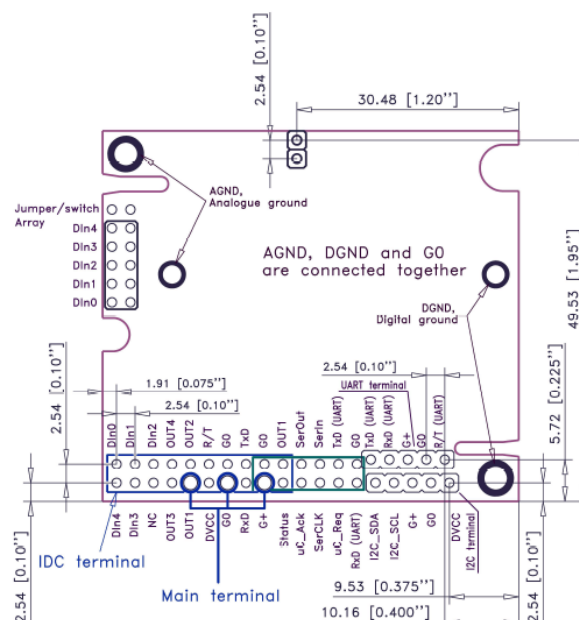 30.48 [1.20”]
2.54 [0.10”]
AGND,
Analogue ground
Jumper/switch
Array
DIn4
DIn3
DIn2
DIn1
DIn0
AGND, DGND and G0
are connected together
DGND,
Digital ground
49.53 [1.95”]
2.54 [0.10”]
1.91 [0.075”]
2.54 [0.10”]
2.54 [0.10”]
UART terminal
5.72 [0.225”]
DIn0
DIn1
DIn2
OUT4
OUT2
R/T
G0
TxD
G0
OUT1
SerOut
SerIn
TxD (UART)
TxD (UART)
RxD (UART)
G+
G0
R/T (UART)
DIn4
DIn3
NC
OUT3
OUT1
DVCC
G0
RxD
G+
Status
uC_Ack
SerCLK
uC_Req
RxD (UART)
I2C_SDA
I2C_SCL
G+
G0
DVCC
I2C terminal
IDC terminal
Main terminal
2.54 [0.10”]
9.53 [0.375”]
10.16 [0.400”]
2.54 [0.10”]